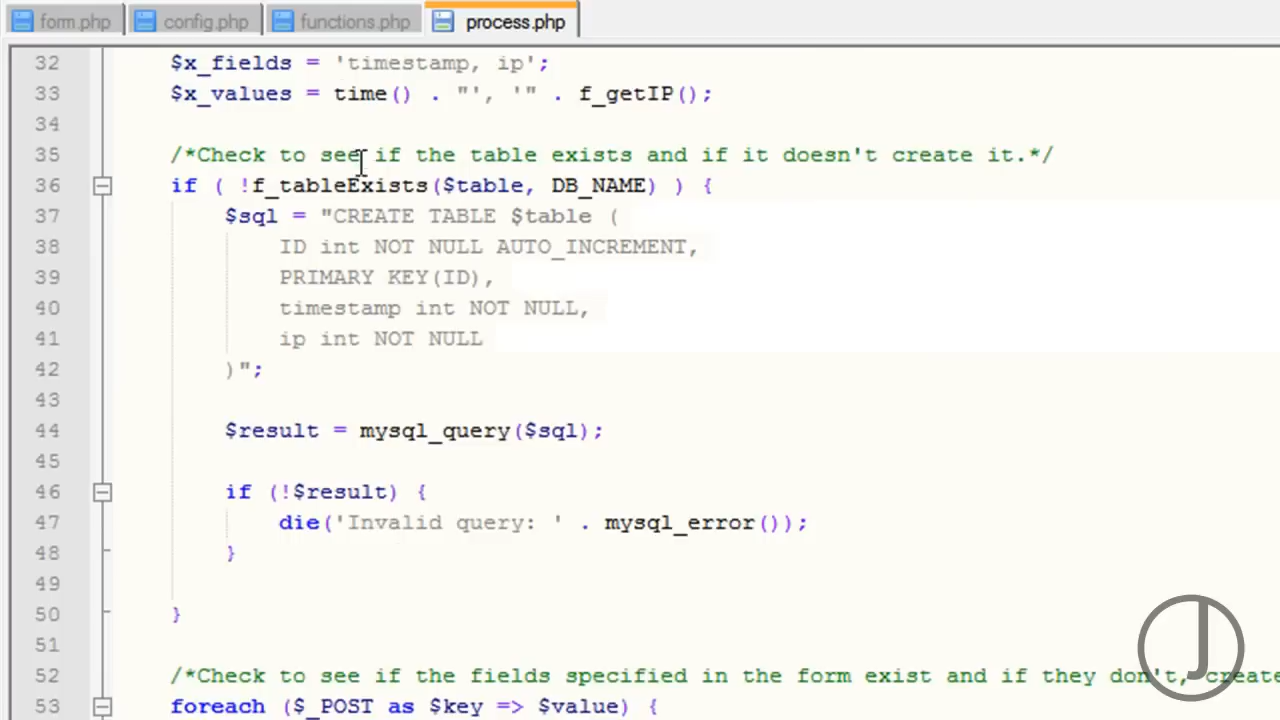 form.php config.php functions.php process.php
32 $x_fields = 'timestamp, ip';
33 $x_values = time() . "', '" . f_getIP();
34
35 /*Check to see if the table exists and if it doesn't create it.*/
36 if ( !f_tableExists($table, DB_NAME) ) {
37 $sql = "CREATE TABLE $table (
38 ID int NOT NULL AUTO_INCREMENT,
39 PRIMARY KEY(ID),
40 timestamp int NOT NULL,
41 ip int NOT NULL
42 )";
43
44 $result = mysql_query($sql);
45
46 if (!$result) {
47 die('Invalid query: ' . mysql_error());
48 }
49
50 }
51
52 /*Check to see if the fields specified in the form exist and if they don't, create
53 foreach ($_POST as $key => $value) {
J